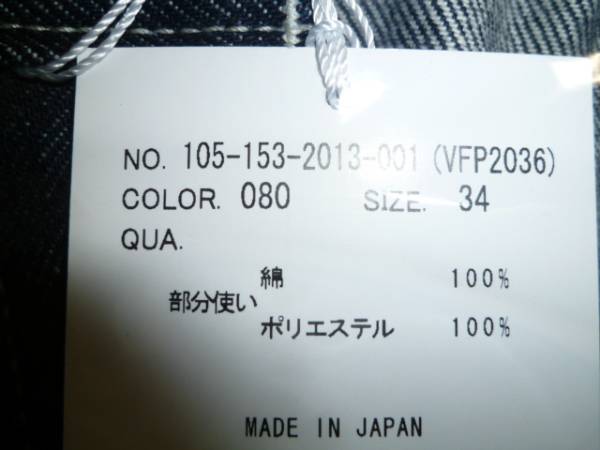 NO. 105-153-2013-001 (VFP2036)
COLOR. 080 SIZE. 34
QUA.
綿 100%
部分使い
ポリエステル 100%
MADE IN JAPAN